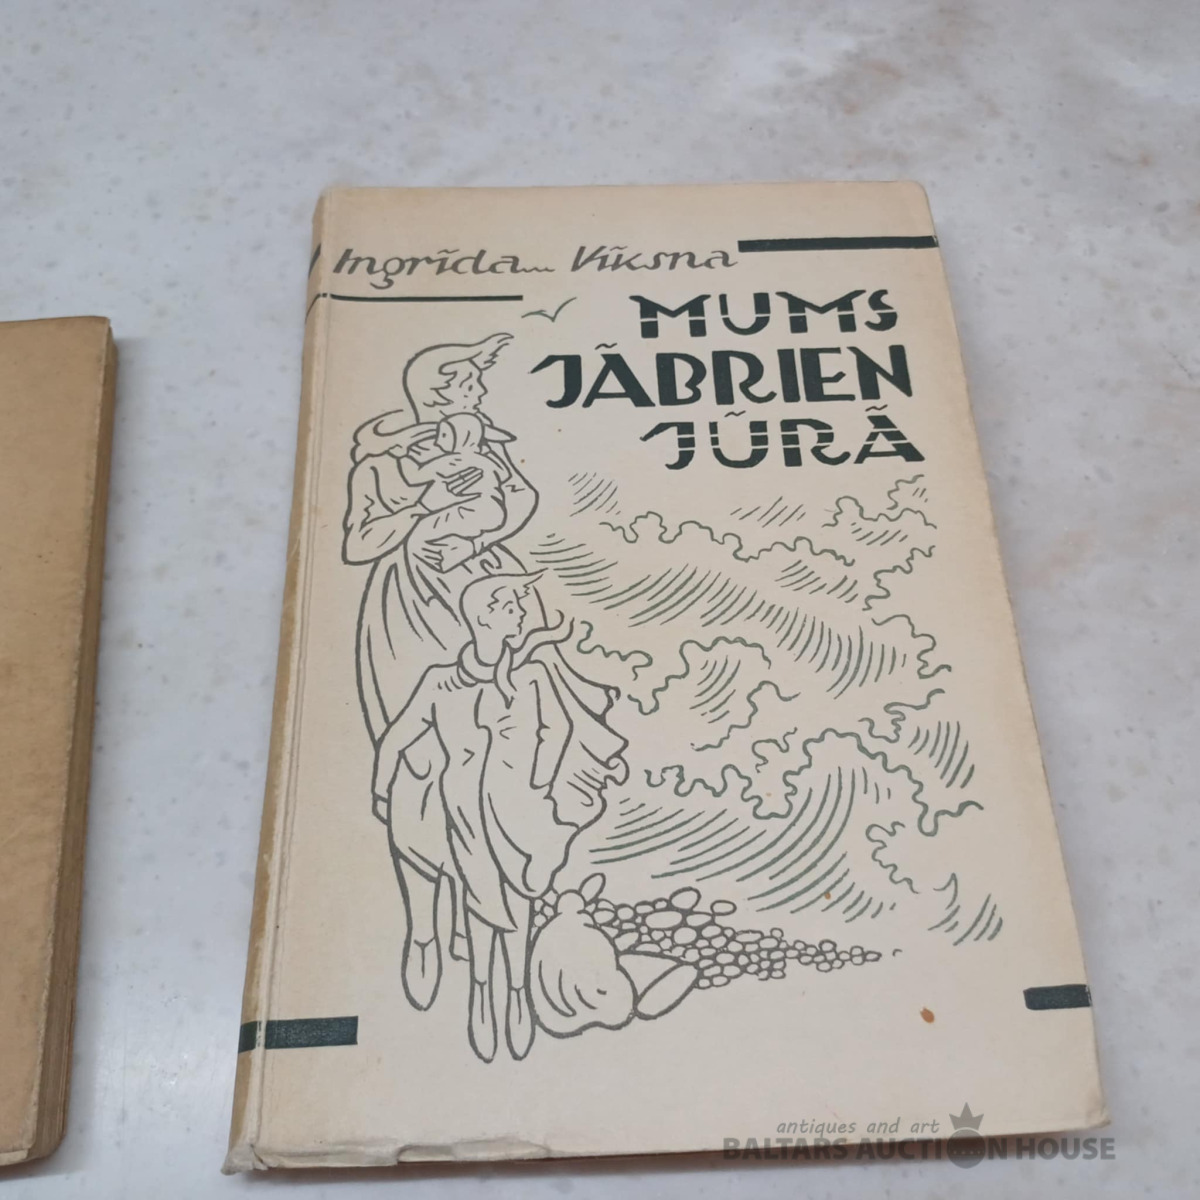 Ingrīda... Vīksna
MUMS
JĀBRIEN
JŪRĀ
antiques and art
BALTARS AUCTION HOUSE